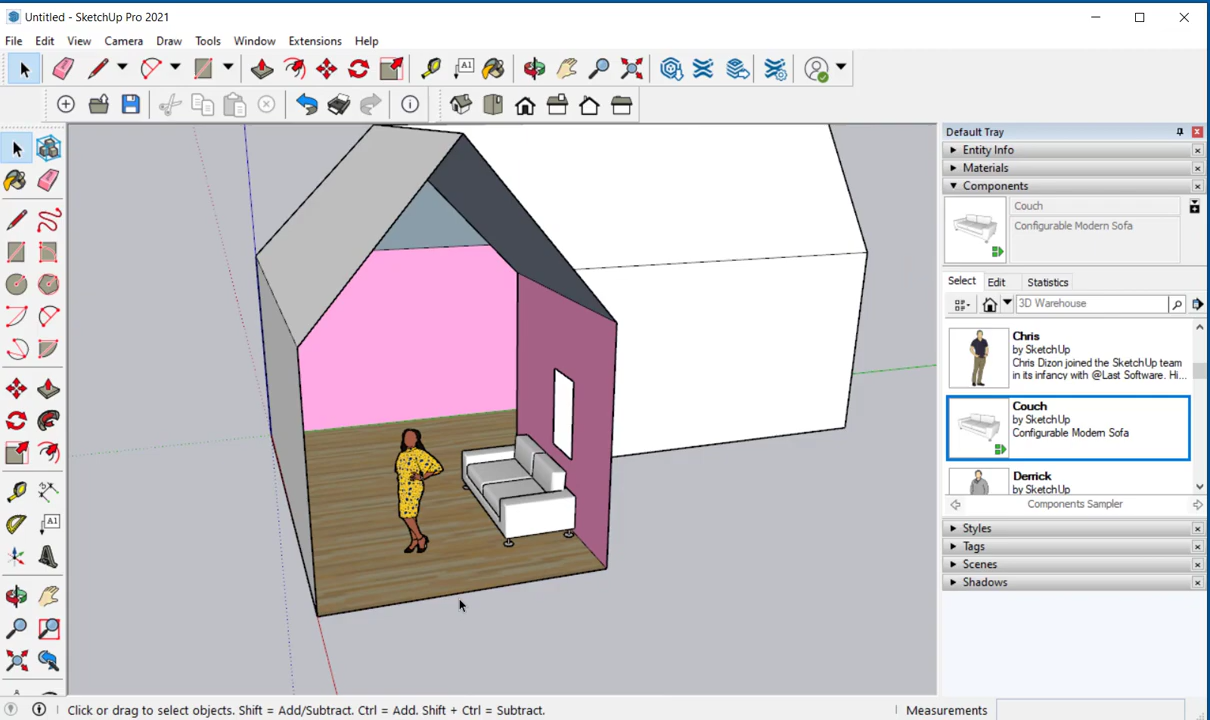 Untitled - SketchUp Pro 2021
File Edit View Camera Draw Tools Window Extensions Help
A1
Default Tray
Entity Info
Materials
Components
Couch
Configurable Modern Sofa
Select Edit Statistics
3D Warehouse
Chris
by SketchUp
Chris Dizon joined the SketchUp team
in its infancy with @Last Software. Hi...
Couch
by SketchUp
Configurable Modern Sofa
Derrick
by SketchUp
Components Sampler
Styles
Tags
Scenes
Shadows
A1
Click or drag to select objects. Shift = Add/Subtract. Ctrl = Add. Shift + Ctrl = Subtract.
Measurements